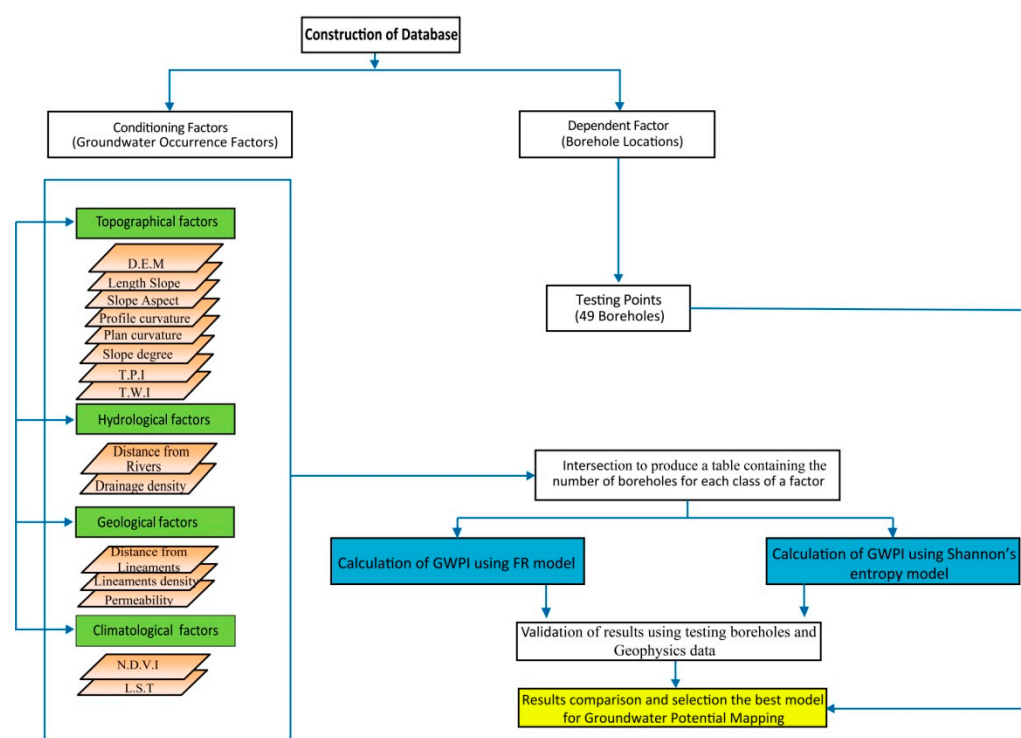 Construction of Database
Conditioning Factors
(Groundwater Occurrence Factors)
Dependent Factor
(Borehole Locations)
Topographical factors
D.E.M
Length Slope
Slope Aspect
Profile curvature
Plan curvature
Slope degree
T.P.I
T.W.I
Testing Points
(49 Boreholes)
Hydrological factors
Distance from
Rivers
Drainage density
Intersection to produce a table containing the
number of boreholes for each class of a factor
Geological factors
Distance from
Lineaments
Lineaments density
Permeability
Calculation of GWPI using FR model
Calculation of GWPI using Shannon's
entropy model
Climatological factors
N.D.V.I
L.S.T
Validation of results using testing boreholes and
Geophysics data
Results comparison and selection the best model
for Groundwater Potential Mapping